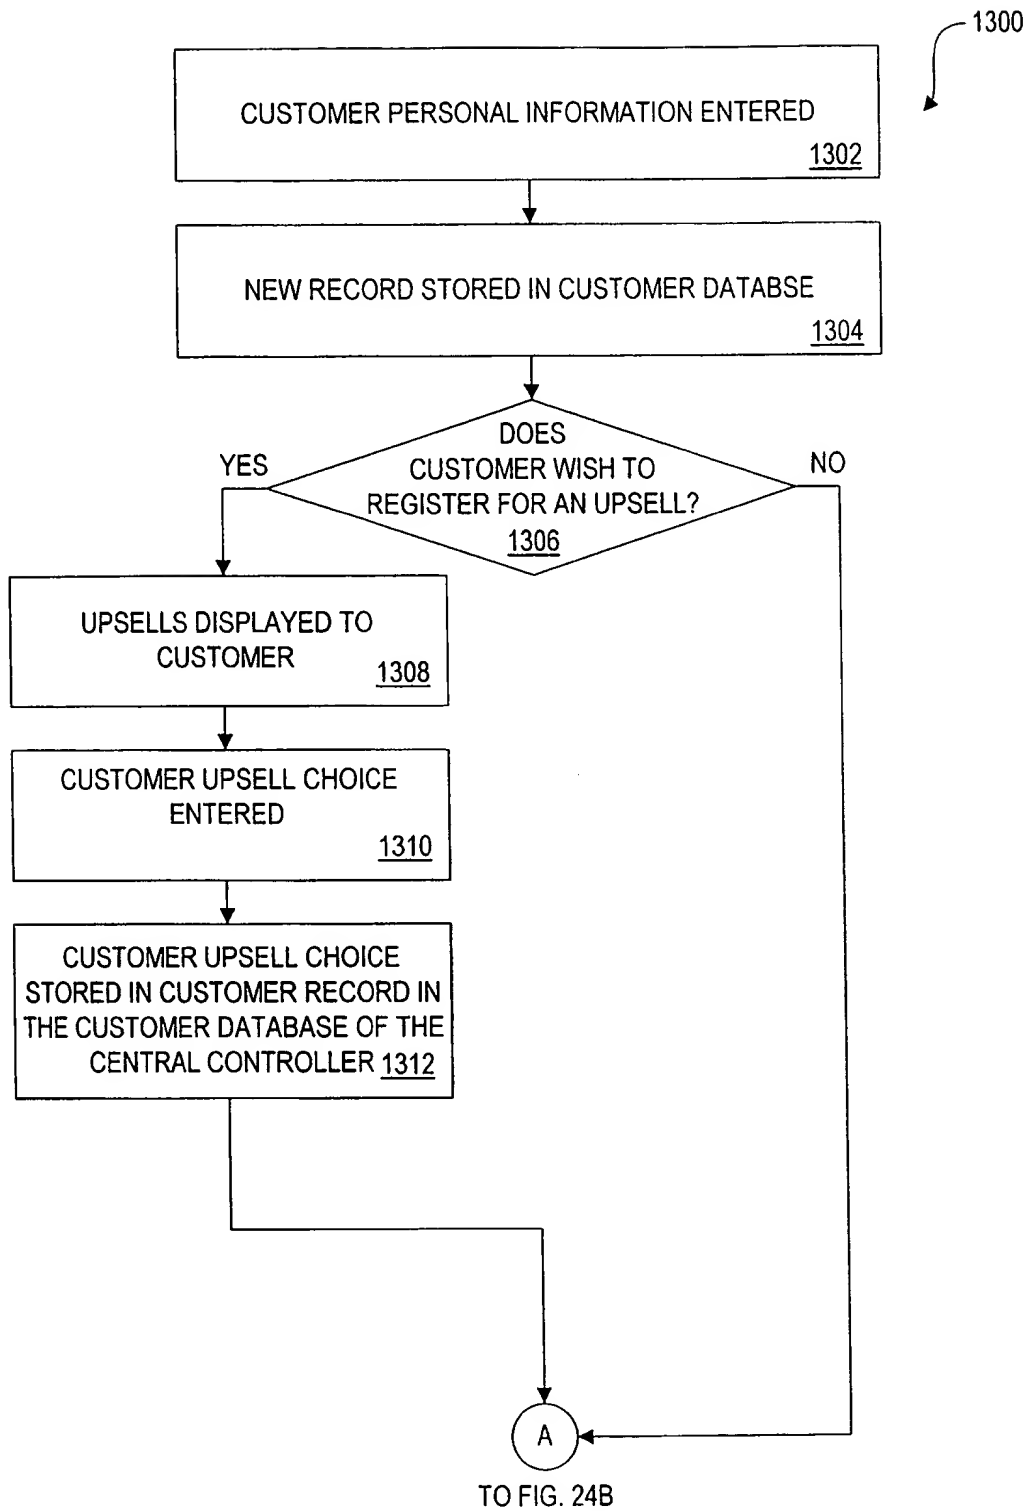 1300
CUSTOMER PERSONAL INFORMATION ENTERED
1302
NEW RECORD STORED IN CUSTOMER DATABSE
1304
DOES
CUSTOMER WISH TO
REGISTER FOR AN UPSELL?
1306
YES
NO
UPSELLS DISPLAYED TO
CUSTOMER
1308
CUSTOMER UPSELL CHOICE
ENTERED
1310
CUSTOMER UPSELL CHOICE
STORED IN CUSTOMER RECORD IN
THE CUSTOMER DATABASE OF THE
CENTRAL CONTROLLER 1312
A
TO FIG. 24B